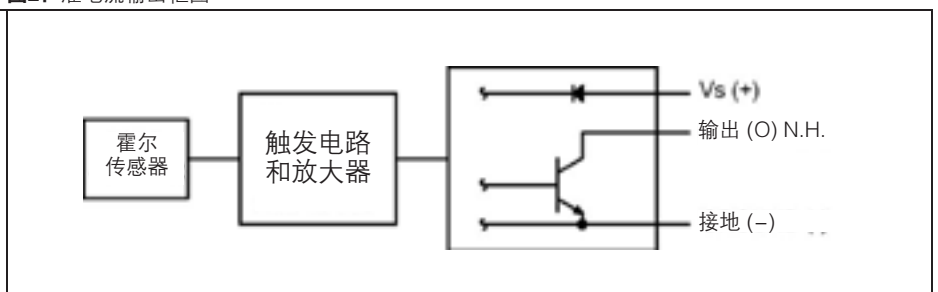 霍尔
传感器
触发电路
和放大器
Vs (+)
输出 (O) N.H.
接地 (–)